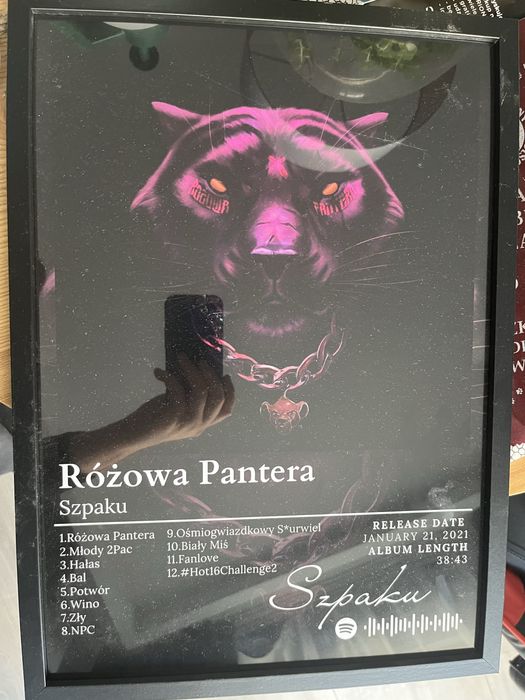 RÓŻOWA
PANTERA
Różowa Pantera
Szpaku
1.Różowa Pantera
2.Młody 2Pac
3.Hałas
4.Bal
5.Potwór
6.Wino
7.Zły
8.NPC
9.Ośmiogwiazdkowy S*urwiel
10.Biały Miś
11.Fanlove
12.#Hot16Challenge2
RELEASE DATE
JANUARY 21, 2021
ALBUM LENGTH
38:43
Szpaku